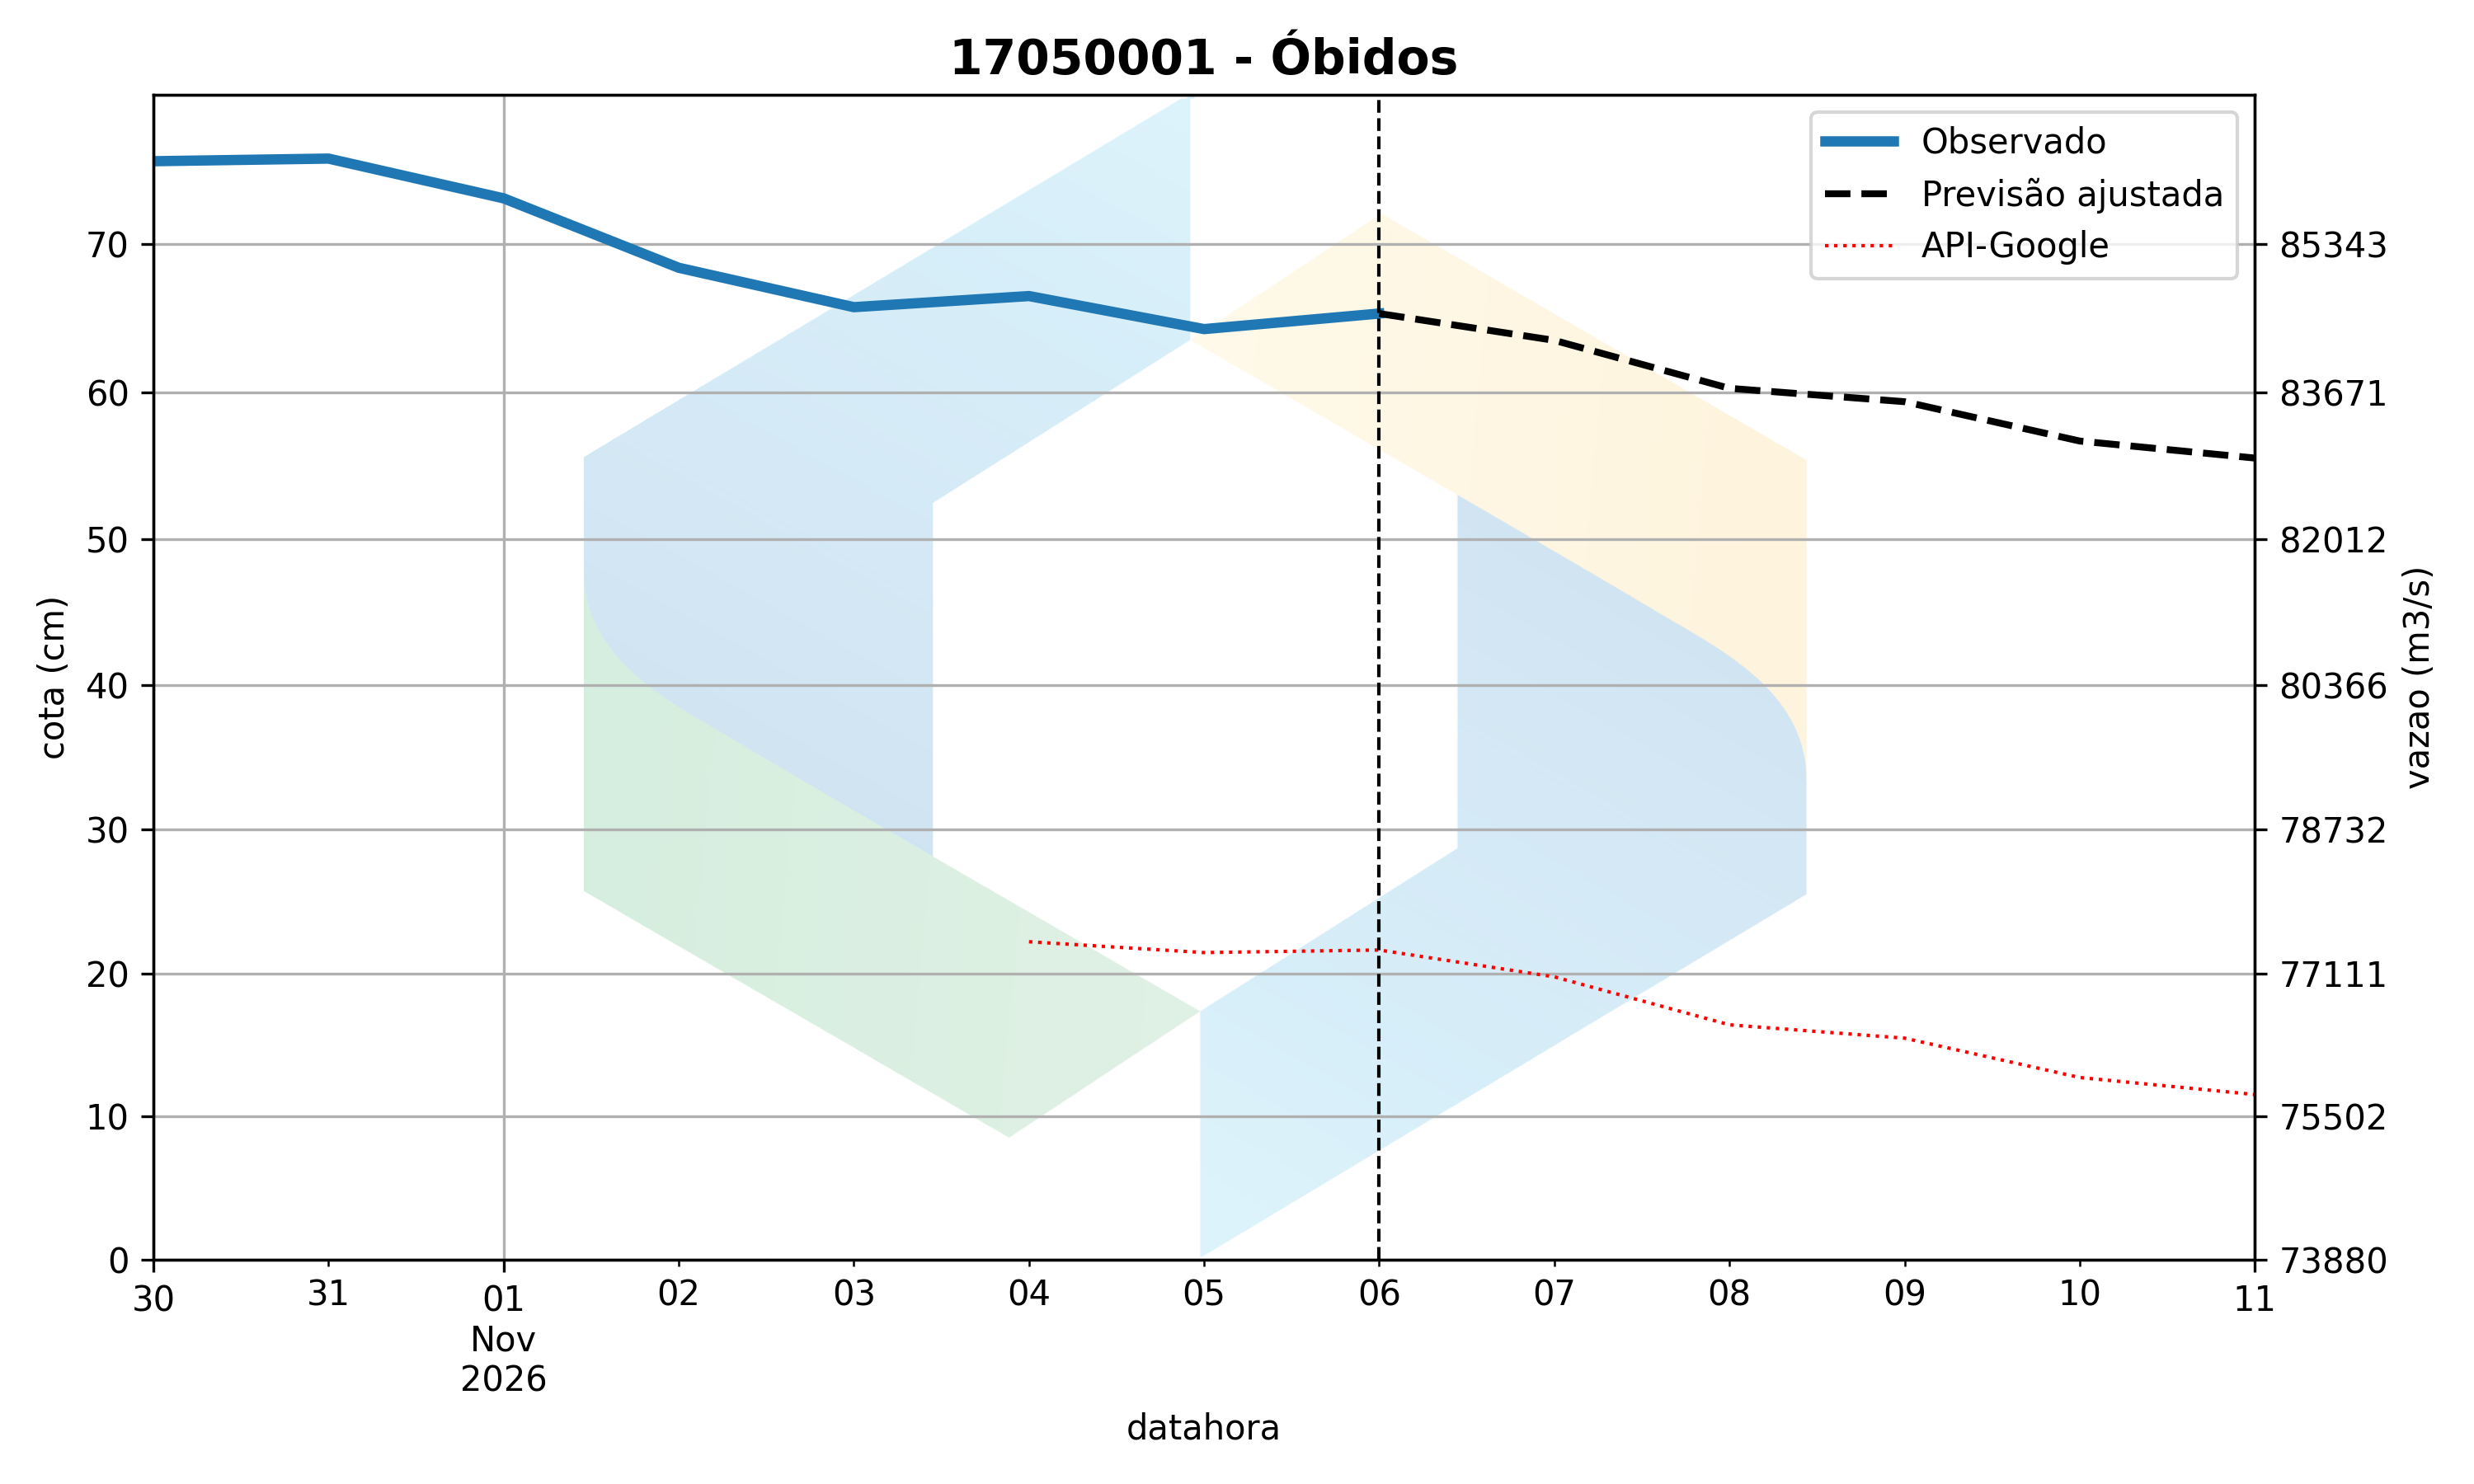 17050001 - Óbidos
Observado
Previsão ajustada
API-Google
70
60
50
40
30
20
10
0
cota (cm)
85343
83671
82012
80366
78732
77111
75502
73880
vazao (m3/s)
30 31 01 02 03 04 05 06 07 08 09 10 11
Nov
2026
datahora